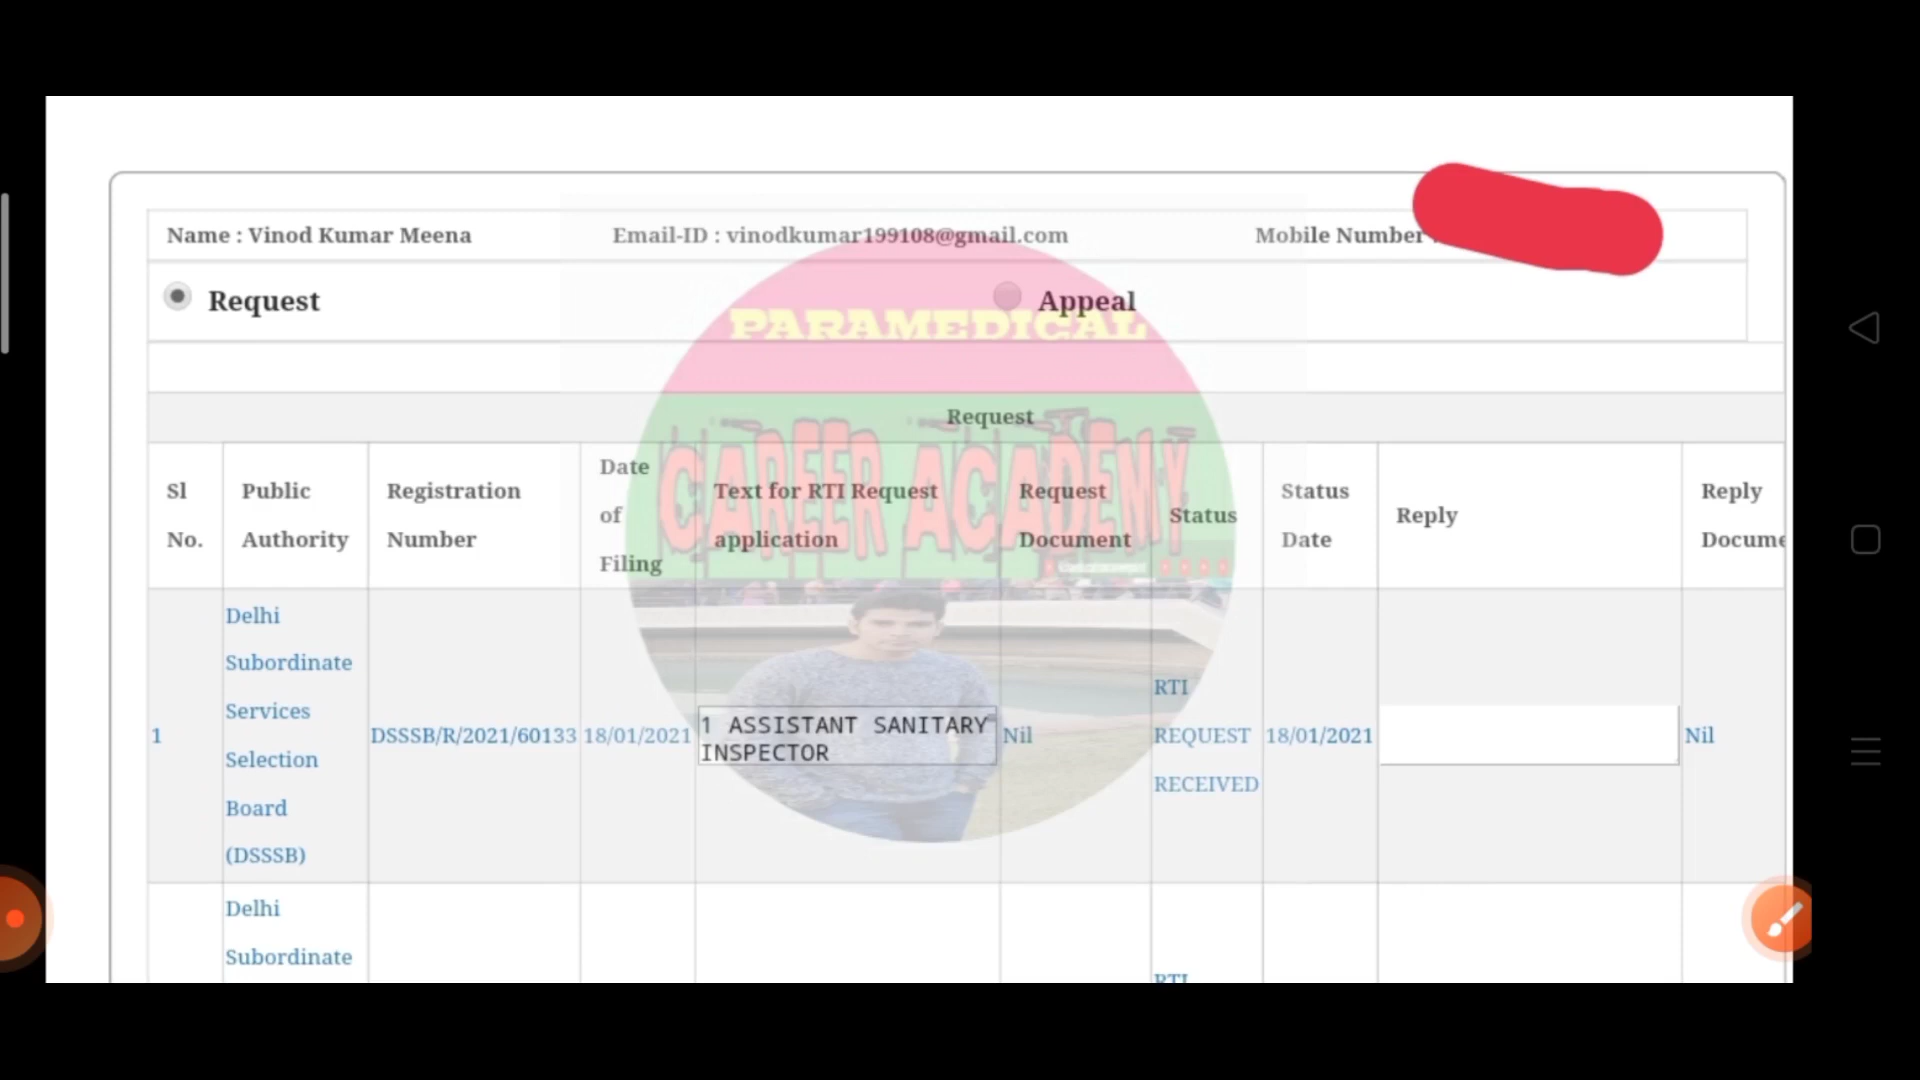 Name : Vinod Kumar Meena
Email-ID : vinodkumar199108@gmail.com
Mobile Number
Request
Appeal
PARAMEDICAL
CAREER ACADEMY....
Request
Sl
No.
Public
Authority
Registration
Number
Date
of
Filing
Text for RTI Request
application
Request
Document
Status
Status
Date
Reply
Reply
Docume
1
Delhi
Subordinate
Services
Selection
Board
(DSSSB)
DSSSB/R/2021/60133
18/01/2021
1 ASSISTANT SANITARY
INSPECTOR
Nil
RTI
REQUEST
RECEIVED
18/01/2021
Nil
Delhi
Subordinate
RTI